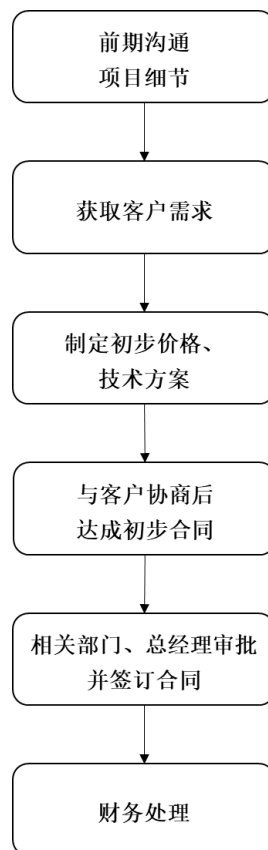 前期沟通
项目细节
获取客户需求
制定初步价格、
技术方案
与客户协商后
达成初步合同
相关部门、总经理审批
并签订合同
财务处理